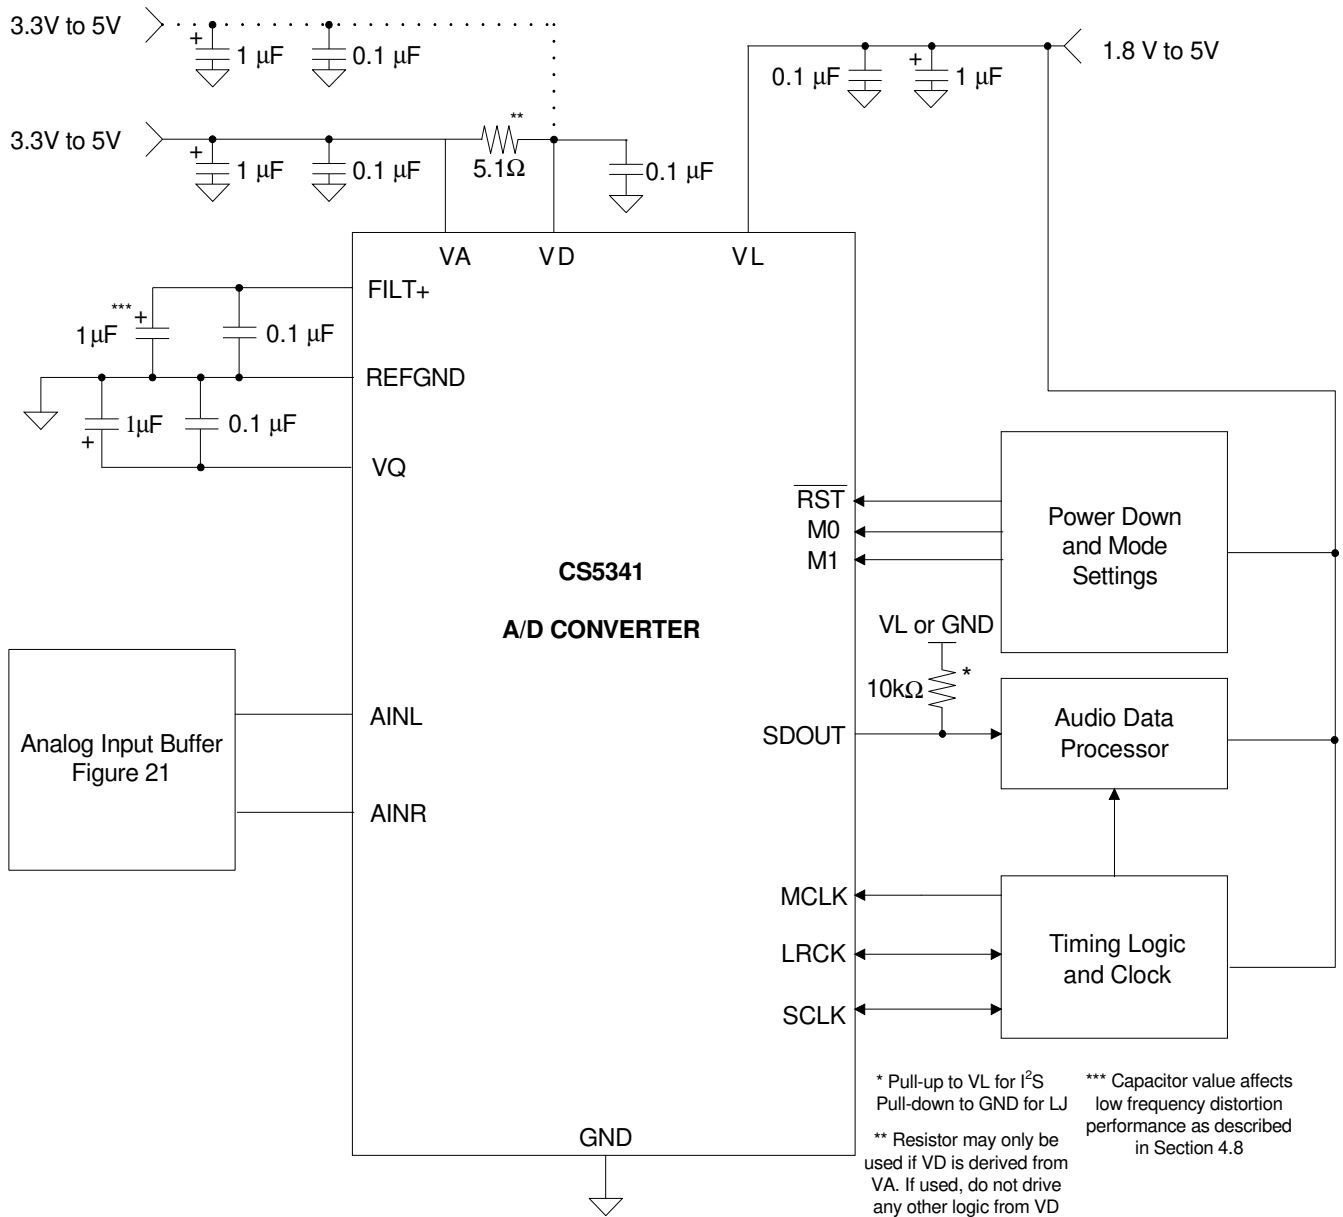 3.3V to 5V
+
1 µF
0.1 µF
0.1 µF
+
1 µF
1.8 V to 5V
3.3V to 5V
+
1 µF
0.1 µF
**
5.1Ω
0.1 µF
VA
VD
VL
FILT+
***
+
1µF
0.1 µF
REFGND
1µF
+
0.1 µF
VQ
RST
M0
M1
Power Down
and Mode
Settings
CS5341
A/D CONVERTER
VL or GND
*
10kΩ
Analog Input Buffer
Figure 21
AINL
AINR
SDOUT
Audio Data
Processor
MCLK
LRCK
SCLK
Timing Logic
and Clock
GND
* Pull-up to VL for I²S
Pull-down to GND for LJ
** Resistor may only be
used if VD is derived from
VA. If used, do not drive
any other logic from VD
*** Capacitor value affects
low frequency distortion
performance as described
in Section 4.8